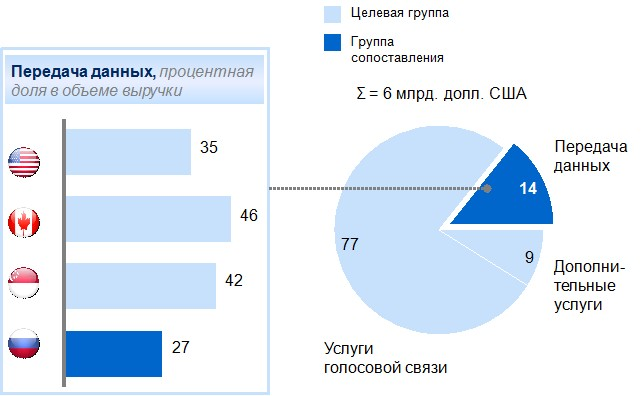 Целевая группа
Группа
сопоставления
Передача данных, процентная
доля в объеме выручки
35
46
42
27
Σ = 6 млрд. долл. США
Передача
данных
14
77
9
Дополни-
тельные
услуги
Услуги
голосовой связи